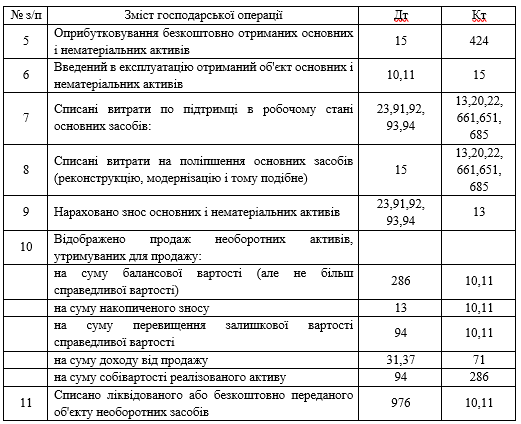 № з/п Зміст господарської операції Дт Кт
5 Оприбутковування безкоштовно отриманих основних і нематеріальних активів 15 424
6 Введений в експлуатацію отриманий об'єкт основних і нематеріальних активів 10,11 15
7 Списані витрати по підтримці в робочому стані основних засобів: 23,91,92, 93,94 13,20,22, 661,651, 685
8 Списані витрати на поліпшення основних засобів (реконструкцію, модернізацію і тому подібне) 15 13,20,22, 661,651, 685
9 Нараховано знос основних і нематеріальних активів 23,91,92, 93,94 13
10 Відображено продаж необоротних активів, утримуваних для продажу:
на суму балансової вартості (але не більш справедливої вартості) 286 10,11
на суму накопиченого зносу 13 10,11
на суму перевищення залишкової вартості справедливої вартості 94 10,11
на суму доходу від продажу 31,37 71
на суму собівартості реалізованого активу 94 286
11 Списано ліквідованого або безкоштовно переданого об'єкту необоротних засобів 976 10,11